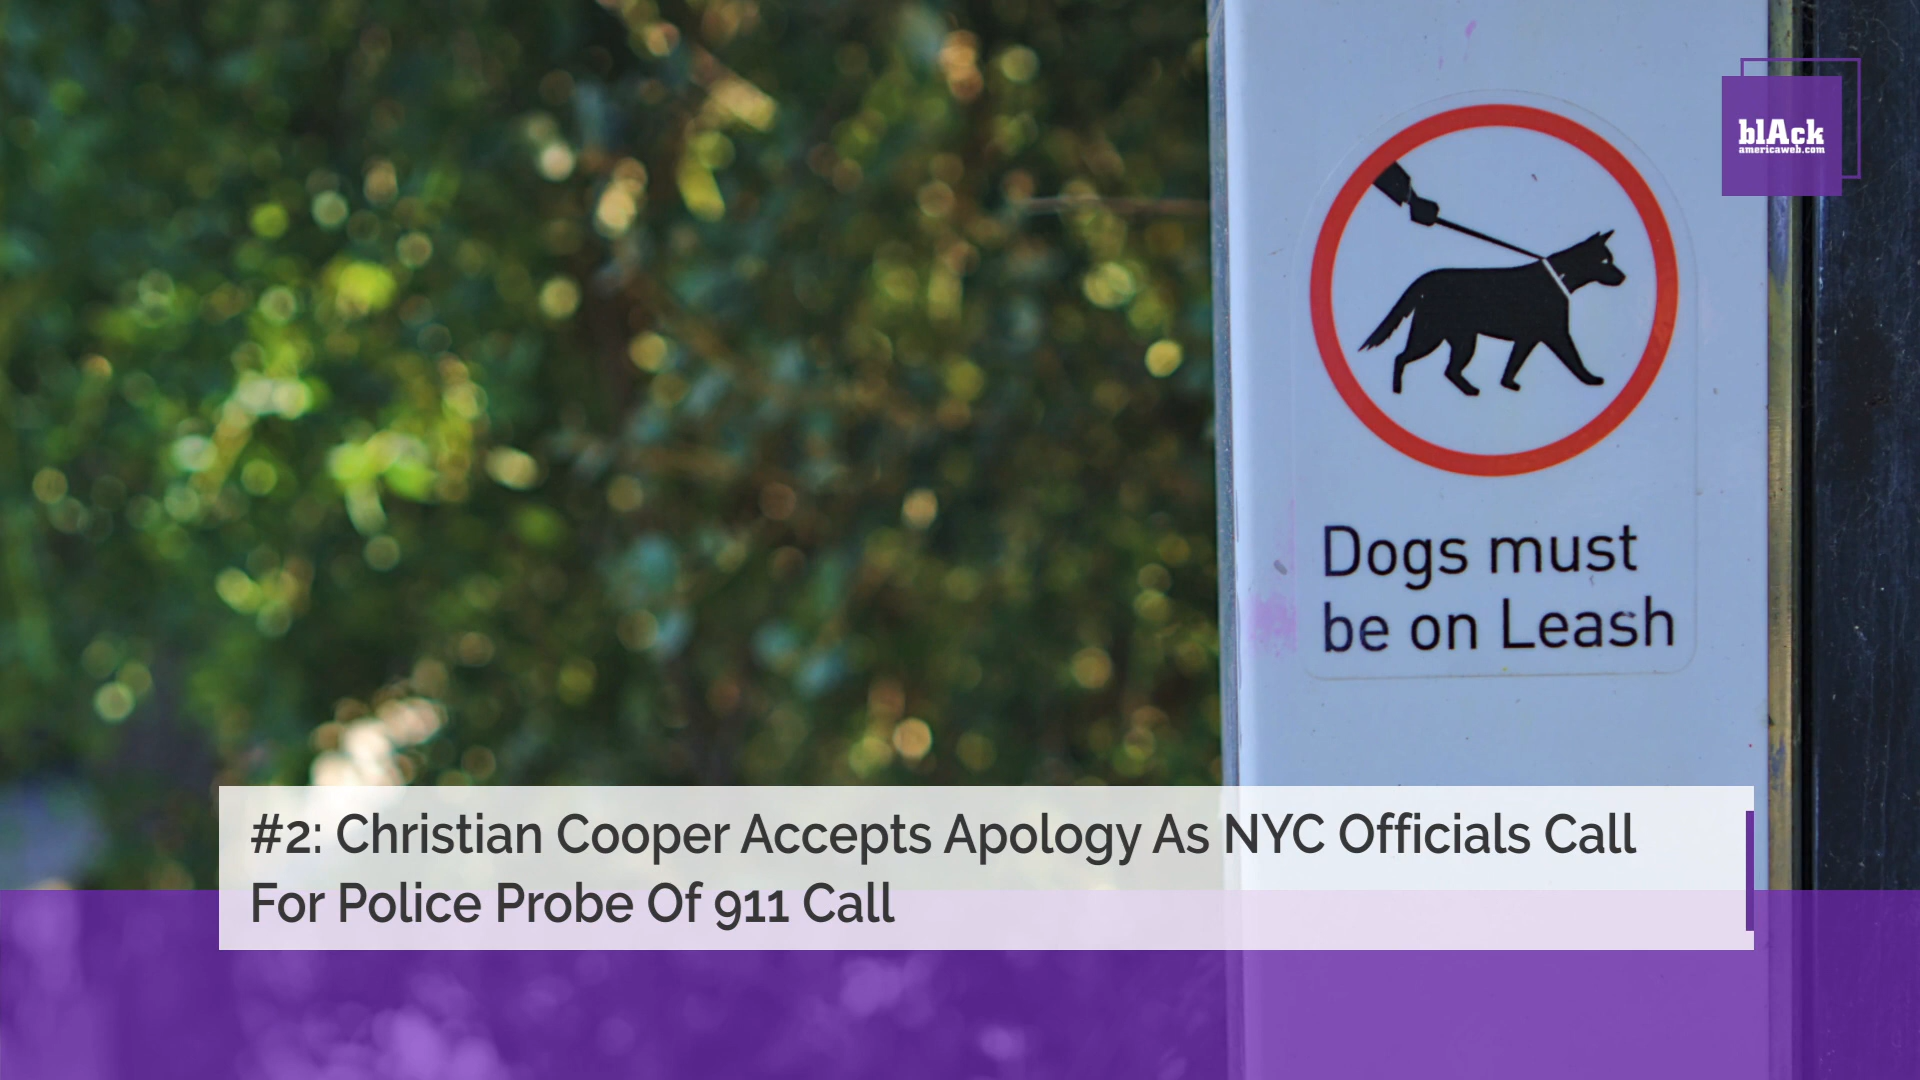 blAck
americaweb.com
Dogs must
be on Leash
#2: Christian Cooper Accepts Apology As NYC Officials Call
For Police Probe Of 911 Call